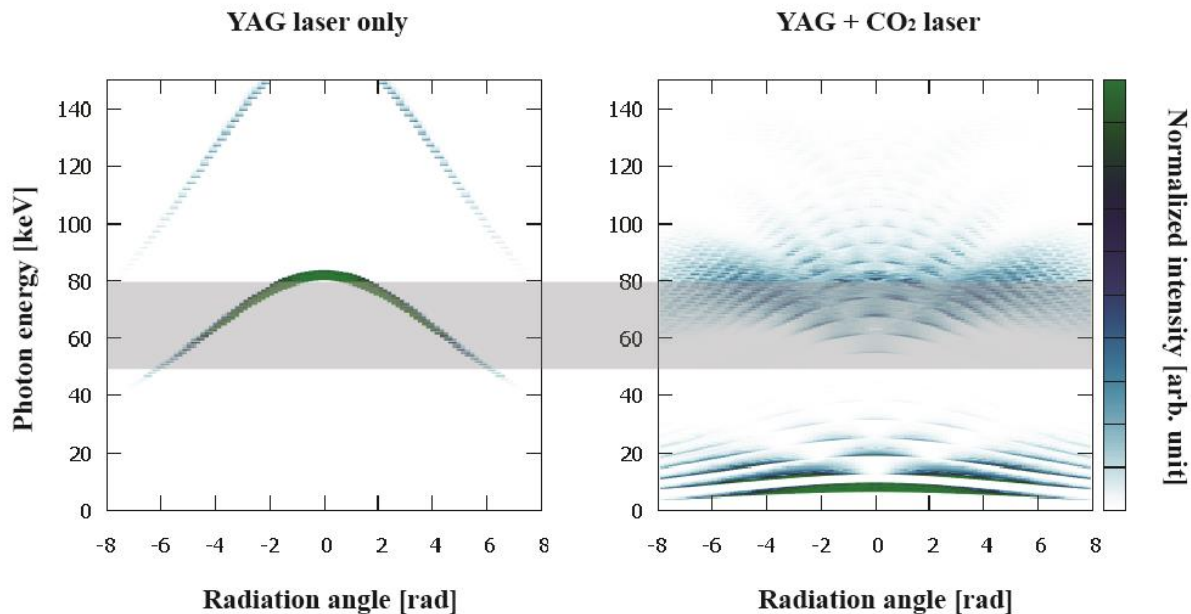 YAG laser only
YAG + CO₂ laser
Photon energy [keV]
140
120
100
80
60
40
20
0
-8 -6 -4 -2 0 2 4 6 8
Radiation angle [rad]
140
120
100
80
60
40
20
0
-8 -6 -4 -2 0 2 4 6 8
Radiation angle [rad]
Normalized intensity [arb. unit]